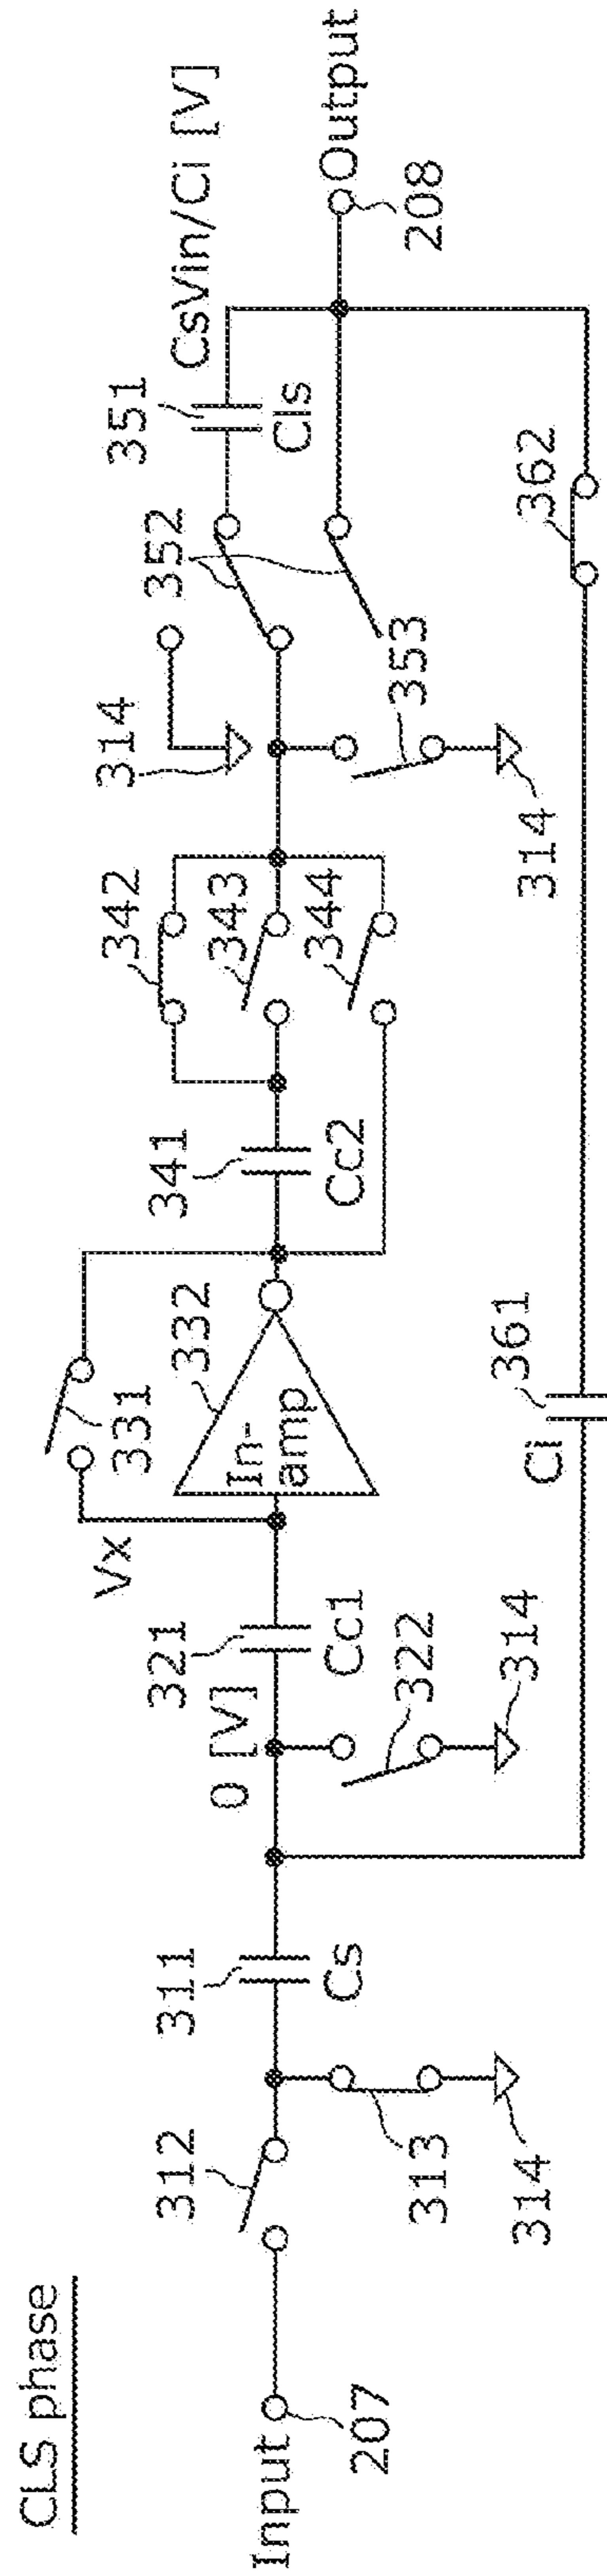 CLS phase
Input
207
312
313
314
311
Cs
0 [V]
322
314
321
Cc1
Vx
331
In-
amp
332
361
Ci
341
Cc2
342
343
344
314
353
314
352
351
Cls
362
CsVin/Ci [V]
Output
208